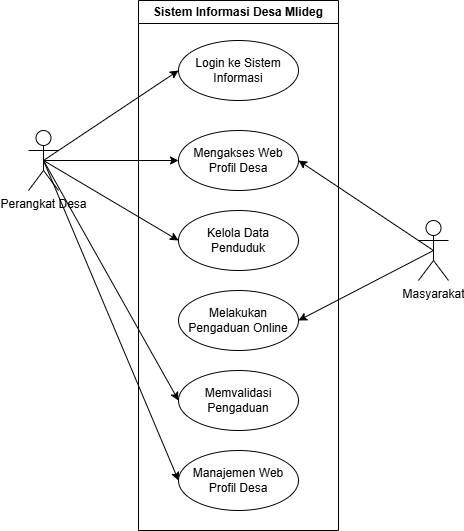 Sistem Informasi Desa Mlideg
Login ke Sistem
Informasi
Mengakses Web
Profil Desa
Perangkat Desa
Kelola Data
Penduduk
Masyarakat
Melakukan
Pengaduan Online
Memvalidasi
Pengaduan
Manajemen Web
Profil Desa